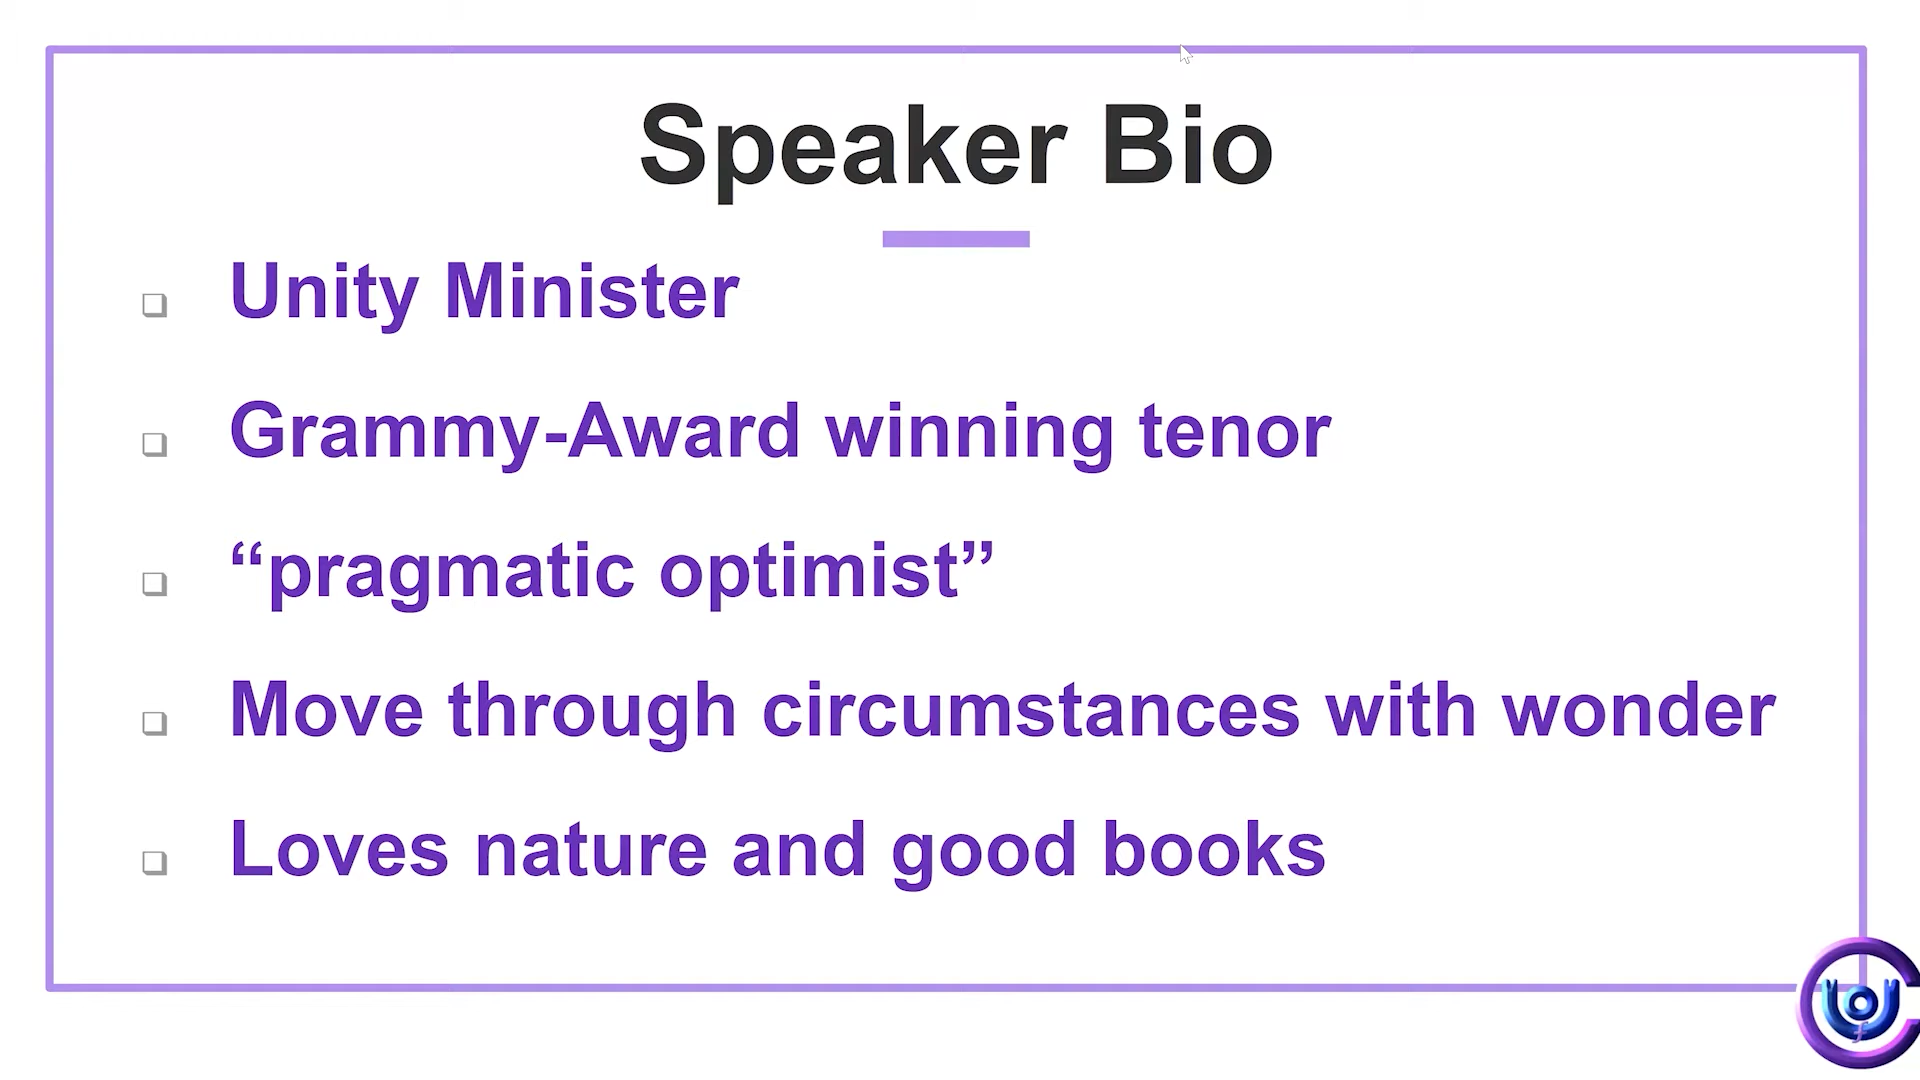 Speaker Bio
Unity Minister
Grammy-Award winning tenor
“pragmatic optimist”
Move through circumstances with wonder
Loves nature and good books